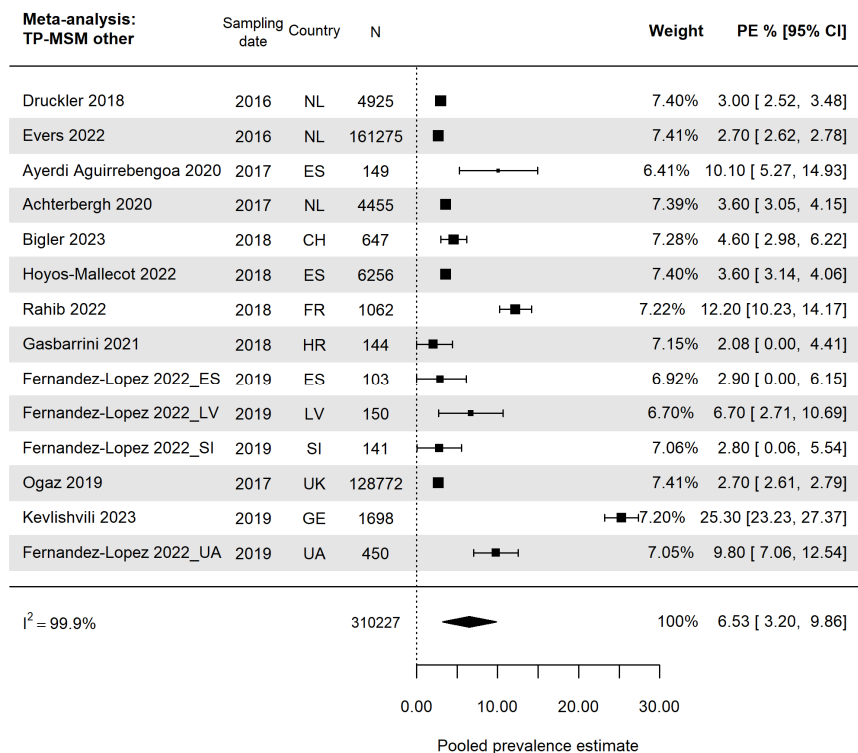 Meta-analysis: TP-MSM other Sampling date Country N Weight PE % [95% CI]
Druckler 2018 2016 NL 4925 7.40% 3.00 [ 2.52, 3.48]
Evers 2022 2016 NL 161275 7.41% 2.70 [ 2.62, 2.78]
Ayerdi Aguirrebengoa 2020 2017 ES 149 6.41% 10.10 [ 5.27, 14.93]
Achterbergh 2020 2017 NL 4455 7.39% 3.60 [ 3.05, 4.15]
Bigler 2023 2018 CH 647 7.28% 4.60 [ 2.98, 6.22]
Hoyos-Mallecot 2022 2018 ES 6256 7.40% 3.60 [ 3.14, 4.06]
Rahib 2022 2018 FR 1062 7.22% 12.20 [10.23, 14.17]
Gasbarrini 2021 2018 HR 144 7.15% 2.08 [ 0.00, 4.41]
Fernandez-Lopez 2022_ES 2019 ES 103 6.92% 2.90 [ 0.00, 6.15]
Fernandez-Lopez 2022_LV 2019 LV 150 6.70% 6.70 [ 2.71, 10.69]
Fernandez-Lopez 2022_SI 2019 SI 141 7.06% 2.80 [ 0.06, 5.54]
Ogaz 2019 2017 UK 128772 7.41% 2.70 [ 2.61, 2.79]
Kevlishvili 2023 2019 GE 1698 7.20% 25.30 [23.23, 27.37]
Fernandez-Lopez 2022_UA 2019 UA 450 7.05% 9.80 [ 7.06, 12.54]
I² = 99.9% 310227 100% 6.53 [ 3.20, 9.86]
0.00 10.00 20.00 30.00
Pooled prevalence estimate